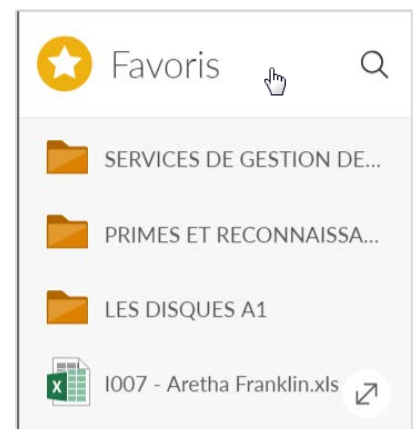 Favoris
SERVICES DE GESTION DE...
PRIMES ET RECONNAISSA...
LES DISQUES A1
I007 - Aretha Franklin.xls